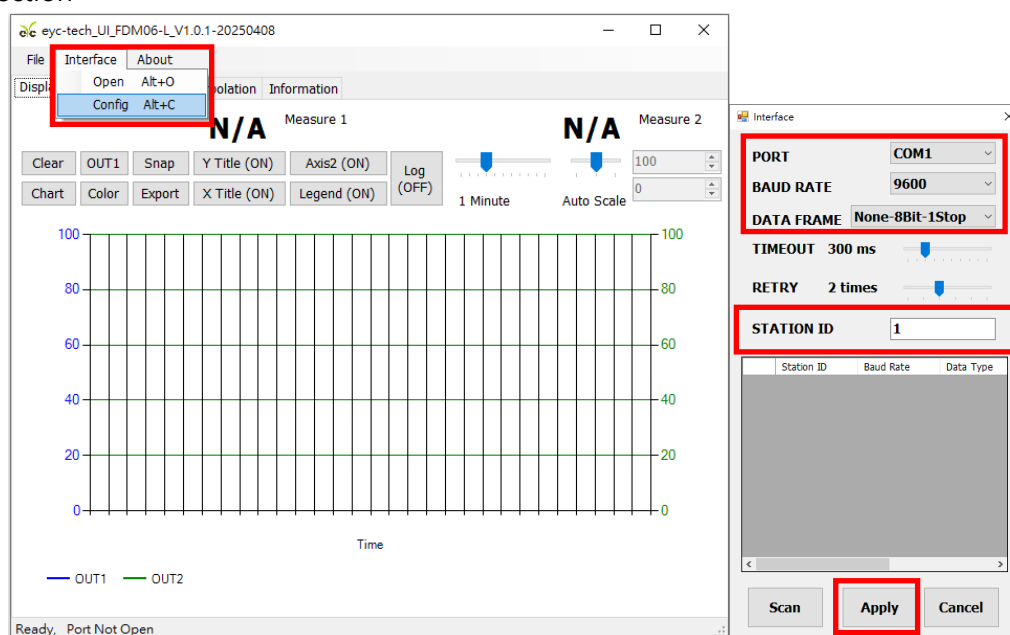 eyc-tech_UI_FDM06-L_V1.0.1-20250408
File Interface About
Open Alt+O
Config Alt+C
Information
N/A Measure 1
N/A Measure 2
Clear OUT1 Snap Y Title (ON) Axis2 (ON) Log (OFF) 100
Chart Color Export X Title (ON) Legend (ON) 1 Minute Auto Scale 0
100 100
80 80
60 60
40 40
20 20
0 0
Time
OUT1 OUT2
Ready, Port Not Open
Interface
PORT COM1
BAUD RATE 9600
DATA FRAME None-8Bit-1Stop
TIMEOUT 300 ms
RETRY 2 times
STATION ID 1
Station ID Baud Rate Data Type
Scan Apply Cancel